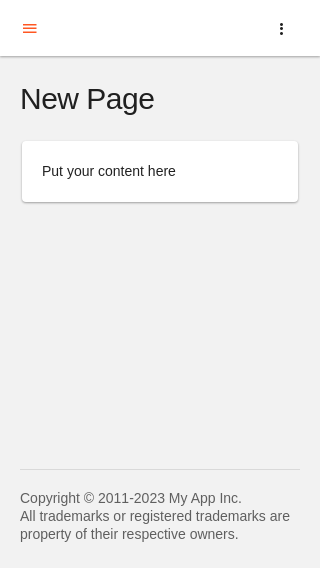 New Page
Put your content here
Copyright © 2011-2023 My App Inc.
All trademarks or registered trademarks are
property of their respective owners.